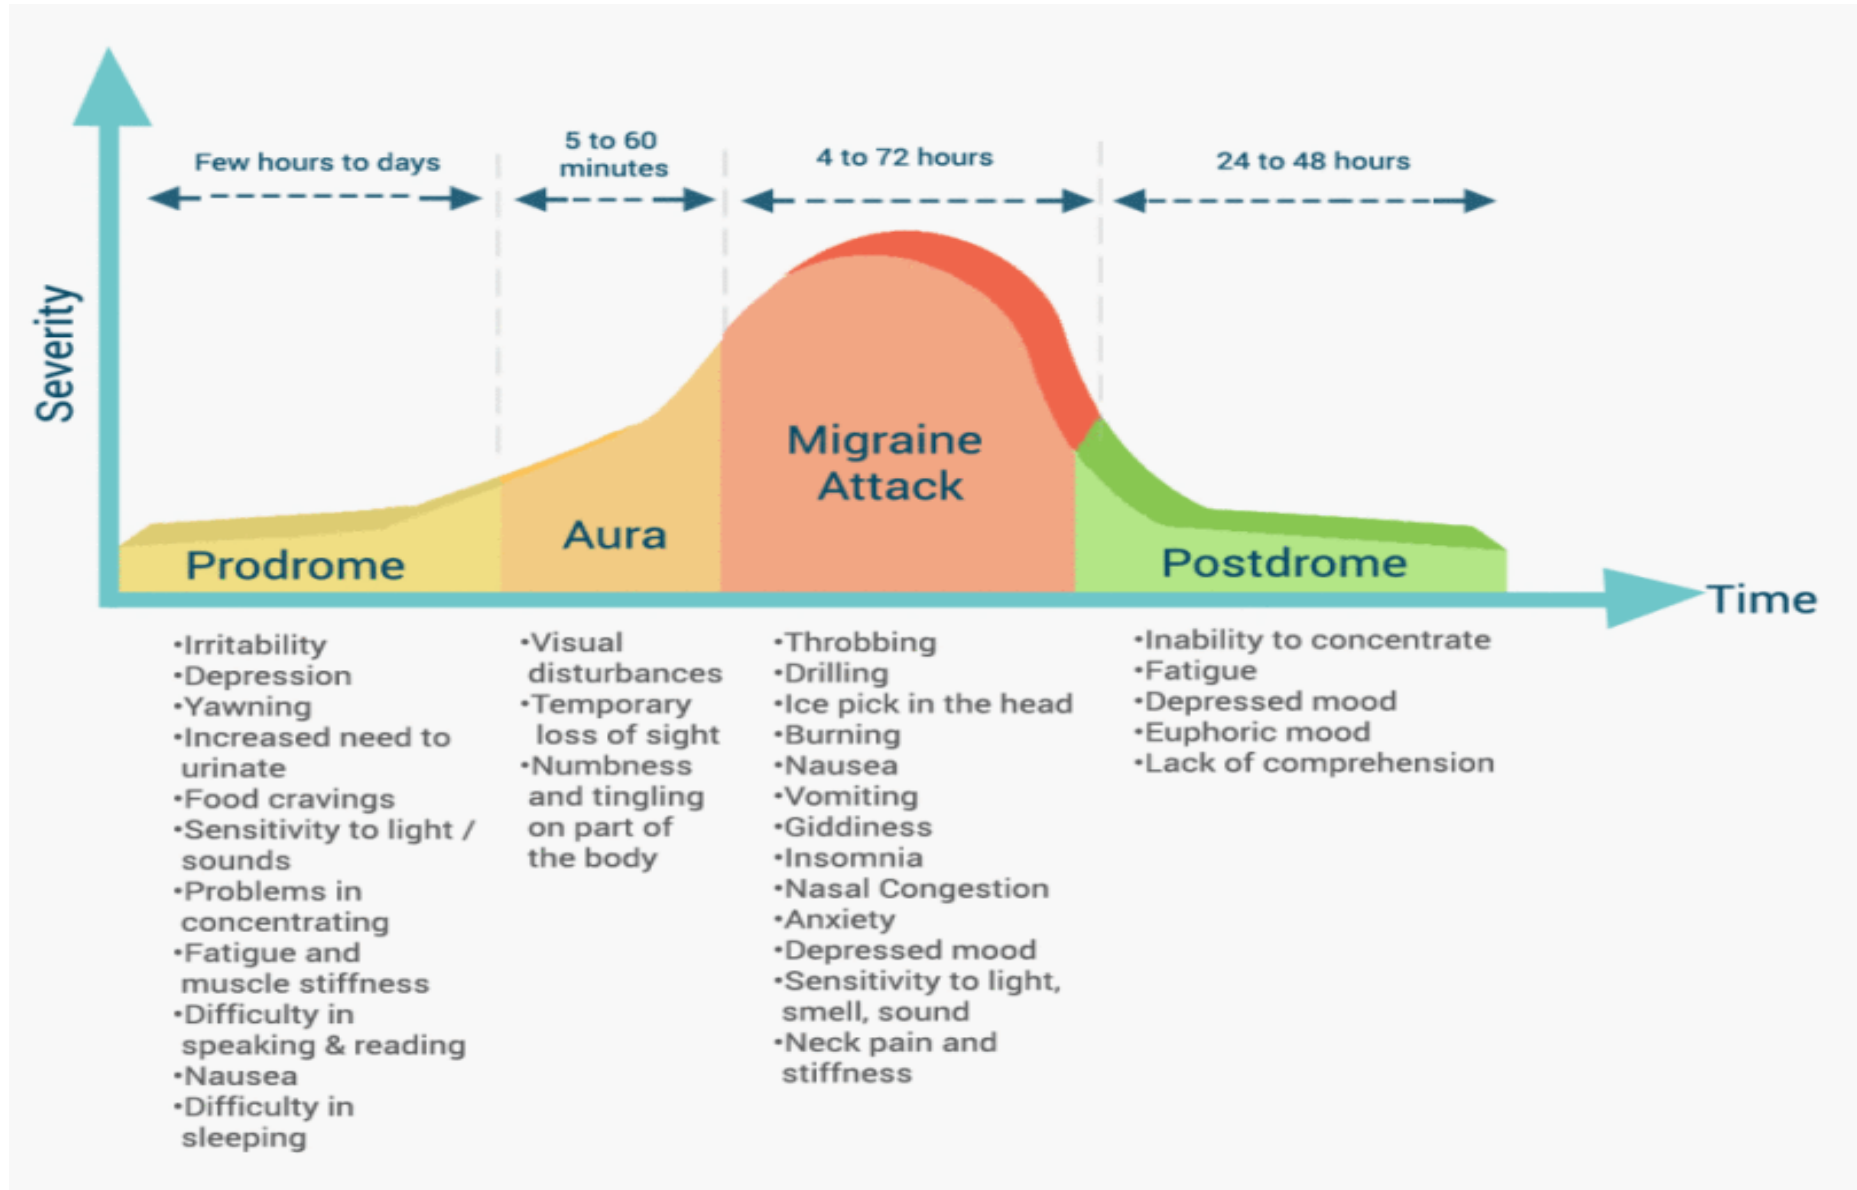 Few hours to days
5 to 60
minutes
4 to 72 hours
24 to 48 hours
Severity
Migraine
Attack
Aura
Prodrome
Postdrome
Time
•Irritability
•Depression
•Yawning
•Increased need to
urinate
•Food cravings
•Sensitivity to light /
sounds
•Problems in
concentrating
•Fatigue and
muscle stiffness
•Difficulty in
speaking & reading
•Nausea
•Difficulty in
sleeping
•Visual
disturbances
•Temporary
loss of sight
•Numbness
and tingling
on part of
the body
•Throbbing
•Drilling
•Ice pick in the head
•Burning
•Nausea
•Vomiting
•Giddiness
•Insomnia
•Nasal Congestion
•Anxiety
•Depressed mood
•Sensitivity to light,
smell, sound
•Neck pain and
stiffness
•Inability to concentrate
•Fatigue
•Depressed mood
•Euphoric mood
•Lack of comprehension